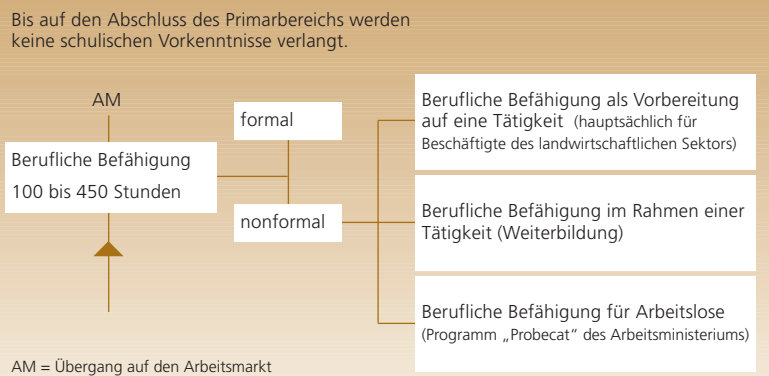 Bis auf den Abschluss des Primarbereichs werden
keine schulischen Vorkenntnisse verlangt.
AM
Berufliche Befähigung
100 bis 450 Stunden
formal
nonformal
Berufliche Befähigung als Vorbereitung
auf eine Tätigkeit (hauptsächlich für
Beschäftigte des landwirtschaftlichen Sektors)
Berufliche Befähigung im Rahmen einer
Tätigkeit (Weiterbildung)
Berufliche Befähigung für Arbeitslose
(Programm „Probecat“ des Arbeitsministeriums)
AM = Übergang auf den Arbeitsmarkt